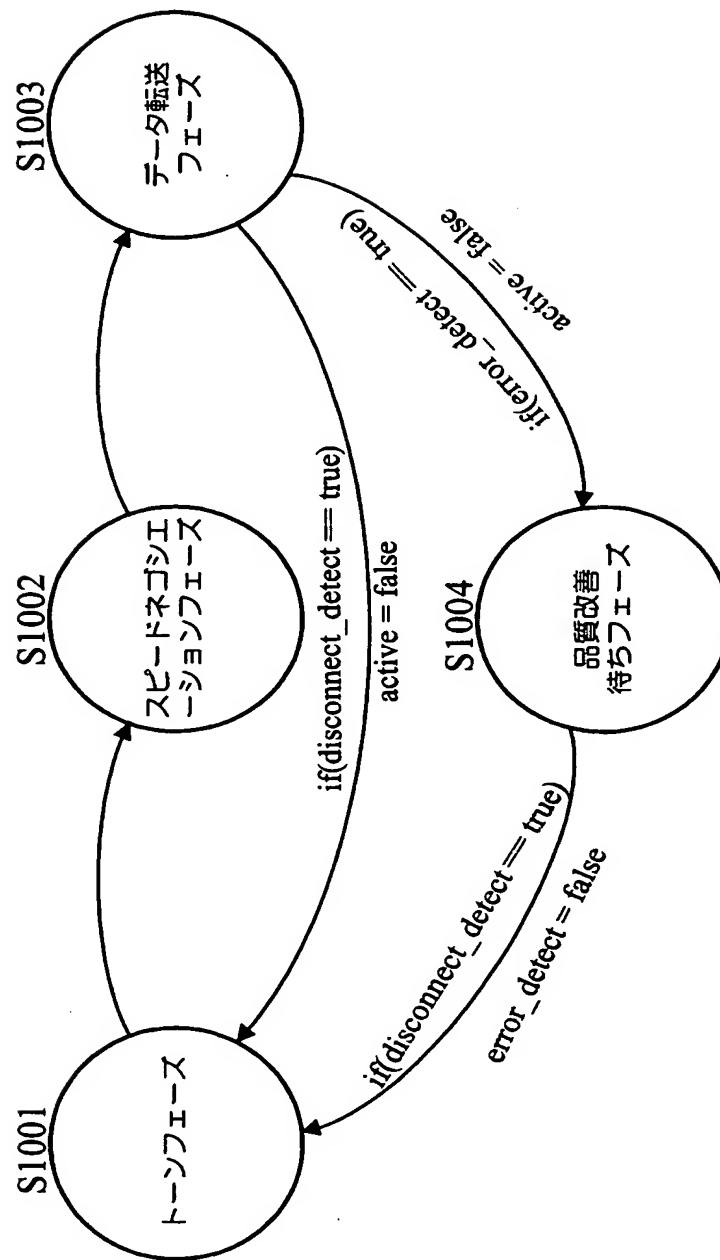 S1001
トーンフェーズ
S1002
スピードネゴシエ
ーションフェーズ
S1003
データ転送
フェーズ
if(disconnect_detect == true)
active = false
if(error_detect == true)
active = false
S1004
品質改善
待ちフェーズ
if(disconnect_detect == true)
error_detect = false